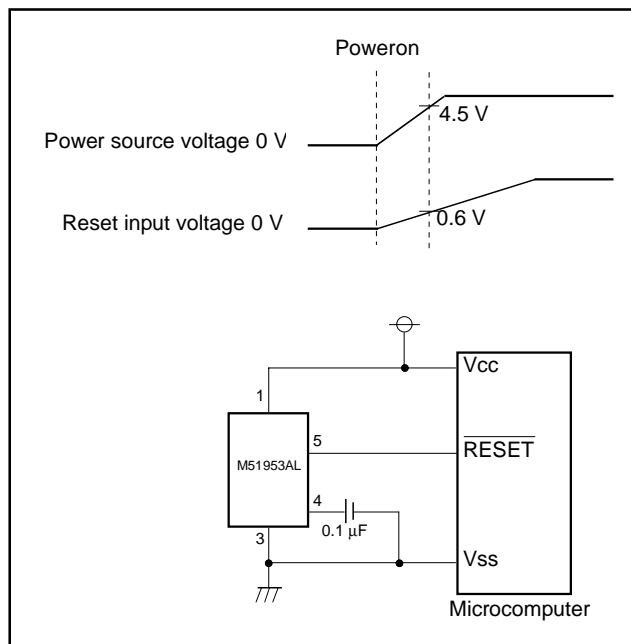 Poweron
4.5 V
Power source voltage 0 V
0.6 V
Reset input voltage 0 V
Vcc
1
5
RESET
M51953AL
4
0.1 μF
3
Vss
Microcomputer